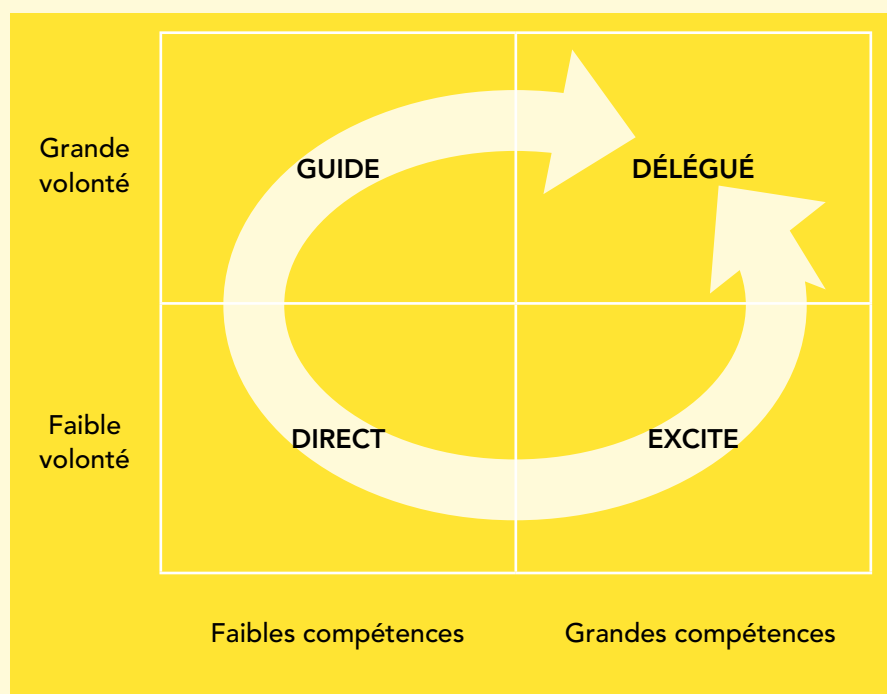 Grande
volonté
GUIDE
DÉLÉGUÉ
Faible
volonté
DIRECT
EXCITE
Faibles compétences
Grandes compétences